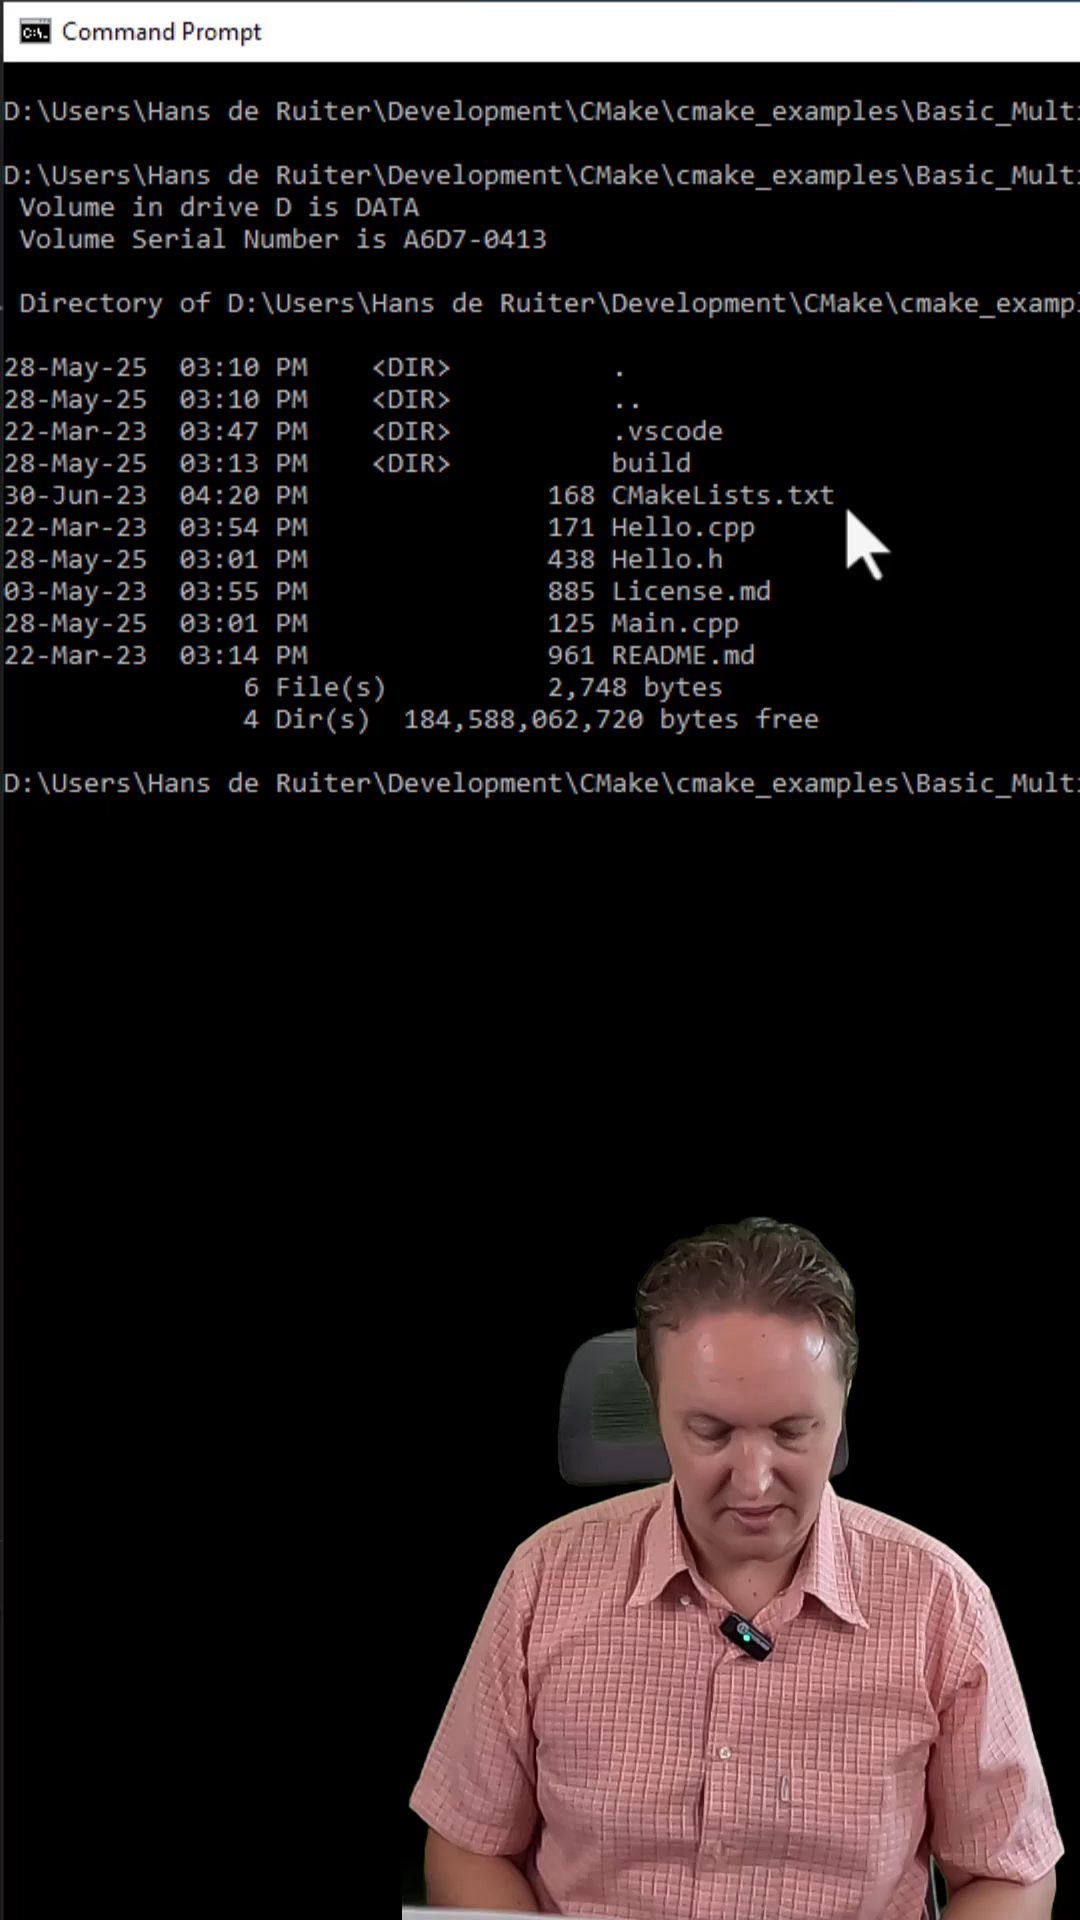 Command Prompt
D:\Users\Hans de Ruiter\Development\CMake\cmake_examples\Basic_Multi
D:\Users\Hans de Ruiter\Development\CMake\cmake_examples\Basic_Multi
Volume in drive D is DATA
Volume Serial Number is A6D7-0413
Directory of D:\Users\Hans de Ruiter\Development\CMake\cmake_exampl
28-May-25  03:10 PM    <DIR>          .
28-May-25  03:10 PM    <DIR>          ..
22-Mar-23  03:47 PM    <DIR>          .vscode
28-May-25  03:13 PM    <DIR>          build
30-Jun-23  04:20 PM               168 CMakeLists.txt
22-Mar-23  03:54 PM               171 Hello.cpp
28-May-25  03:01 PM               438 Hello.h
03-May-23  03:55 PM               885 License.md
28-May-25  03:01 PM               125 Main.cpp
22-Mar-23  03:14 PM               961 README.md
6 File(s)          2,748 bytes
4 Dir(s)  184,588,062,720 bytes free
D:\Users\Hans de Ruiter\Development\CMake\cmake_examples\Basic_Multi